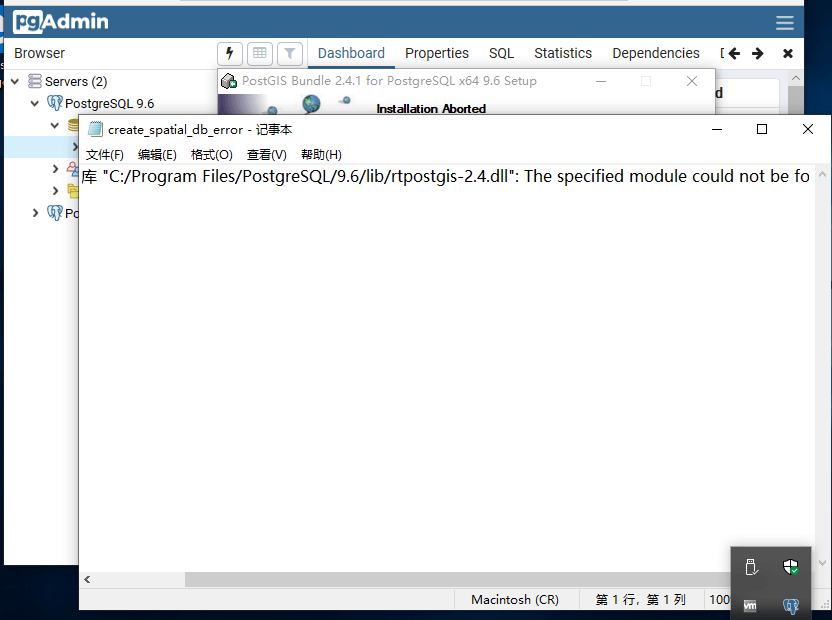 pgAdmin
Browser
Dashboard Properties SQL Statistics Dependencies
Servers (2)
PostgreSQL 9.6
PostGIS Bundle 2.4.1 for PostgreSQL x64 9.6 Setup
Installation Aborted
create_spatial_db_error - 记事本
文件(F) 编辑(E) 格式(O) 查看(V) 帮助(H)
库 "C:/Program Files/PostgreSQL/9.6/lib/rtpostgis-2.4.dll": The specified module could not be fo
Po
Macintosh (CR) 第 1 行，第 1 列 100
vm